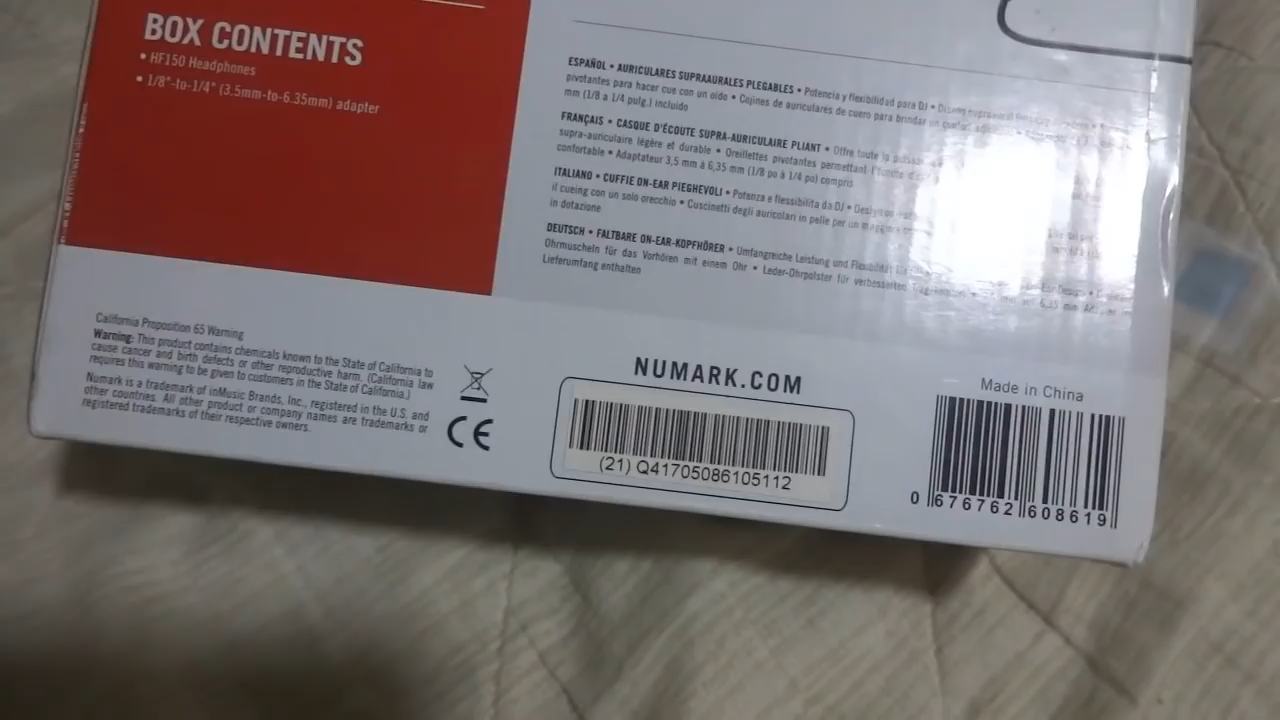 BOX CONTENTS
• HF150 Headphones
• 1/8"-to-1/4" (3.5mm-to-6.35mm) adapter
ESPAÑOL • AURICULARES SUPRAAURALES PLEGABLES • Potencia y flexibilidad para DJ •
pivotantes para hacer cue con un oído • Cojines de auriculares de cuero para brindar un
mm (1/8 a 1/4 pulg.) incluido
FRANÇAIS • CASQUE D'ÉCOUTE SUPRA-AURICULAIRE PLIANT • Offre toute la
supra-auriculaire légère et durable • Oreillettes pivotantes permettant
confortable • Adaptateur 3,5 mm à 6,35 mm (1/8 po à 1/4 po) compris
ITALIANO • CUFFIE ON-EAR PIEGHEVOLI • Potenza e flessibilità da DJ •
il cueing con un solo orecchio • Cuscinetti degli auricolari in pelle per un
in dotazione
DEUTSCH • FALTBARE ON-EAR-KOPFHÖRER • Umfangreiche Leistung und
Ohrmuscheln für das Vorhören mit einem Ohr • Leder-Ohrpolster für verbesserten 6,35 mm
Lieferumfang enthalten
California Proposition 65 Warning
Warning: This product contains chemicals known to the State of California to
cause cancer and birth defects or other reproductive harm. (California law
requires this warning to be given to customers in the State of California.)
Numark is a trademark of inMusic Brands, Inc., registered in the U.S. and
other countries. All other product or company names are trademarks or
registered trademarks of their respective owners.
CE
NUMARK.COM
(21) Q41705086105112
Made in China
0 676762 608619